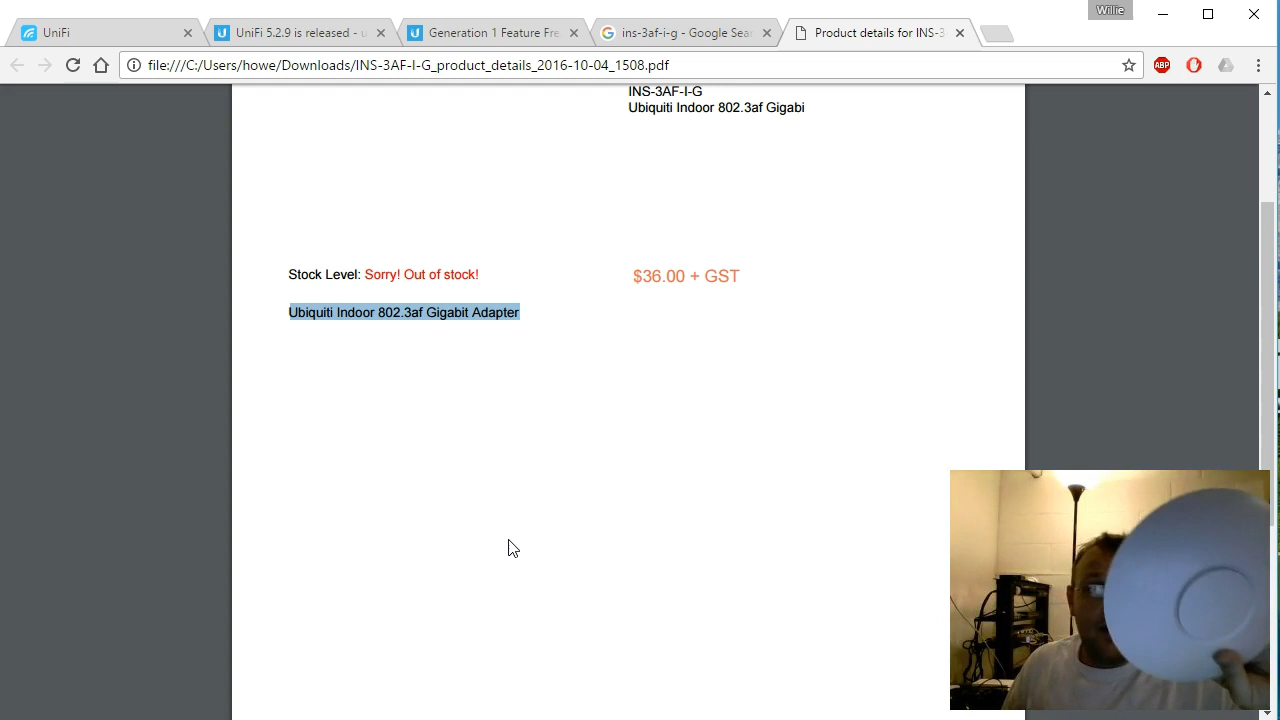 Willie
UniFi
UniFi 5.2.9 is released - u
Generation 1 Feature Fre
ins-3af-i-g - Google Sear
Product details for INS-3
file:///C:/Users/howe/Downloads/INS-3AF-I-G_product_details_2016-10-04_1508.pdf
ABP
INS-3AF-I-G
Ubiquiti Indoor 802.3af Gigabi
Stock Level: Sorry! Out of stock!
$36.00 + GST
Ubiquiti Indoor 802.3af Gigabit Adapter